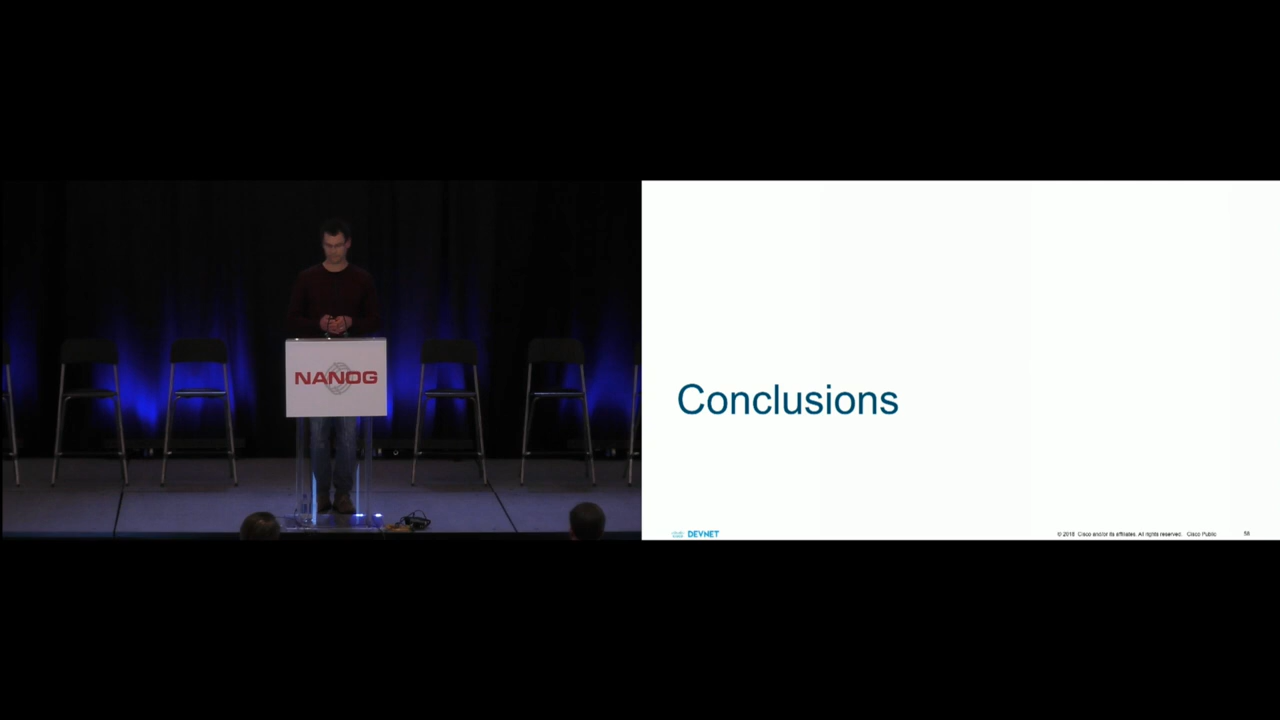 NANOG
Conclusions
DEVNET
© 2018 Cisco and/or its affiliates. All rights reserved. Cisco Public